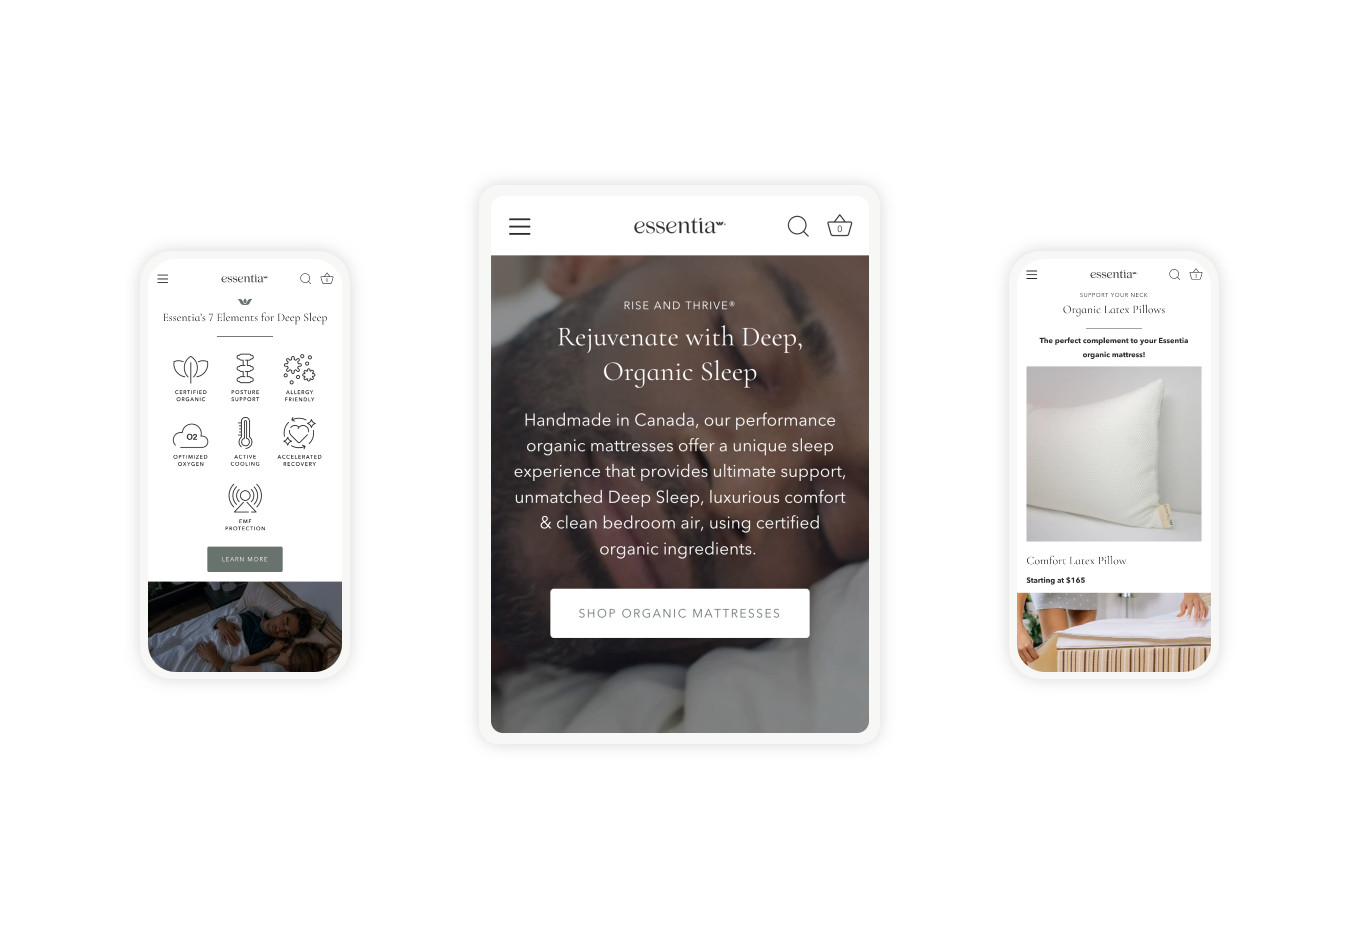 essentia
Essentia's 7 Elements for Deep Sleep
CERTIFIED
ORGANIC
POSTURE
SUPPORT
ALLERGY
FRIENDLY
O2
OPTIMIZED
OXYGEN
ACTIVE
COOLING
ACCELERATED
RECOVERY
EMF
PROTECTION
LEARN MORE
essentia
0
RISE AND THRIVE®
Rejuvenate with Deep,
Organic Sleep
Handmade in Canada, our performance
organic mattresses offer a unique sleep
experience that provides ultimate support,
unmatched Deep Sleep, luxurious comfort
& clean bedroom air, using certified
organic ingredients.
SHOP ORGANIC MATTRESSES
essentia
SUPPORT YOUR NECK
Organic Latex Pillows
The perfect complement to your Essentia
organic mattress!
Comfort Latex Pillow
Starting at $165